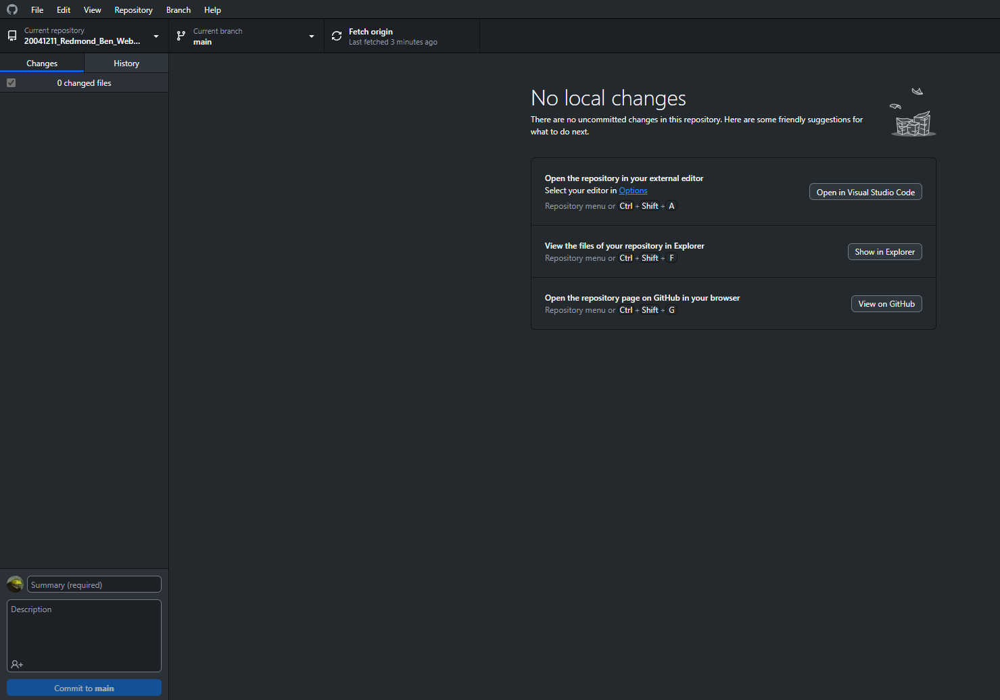 File Edit View Repository Branch Help
Current repository
20041211_Redmond_Ben_Web...
Current branch
main
Fetch origin
Last fetched 3 minutes ago
Changes History
0 changed files
No local changes
There are no uncommitted changes in this repository. Here are some friendly suggestions for
what to do next.
Open the repository in your external editor
Select your editor in Options
Repository menu or Ctrl + Shift + A
Open in Visual Studio Code
View the files of your repository in Explorer
Repository menu or Ctrl + Shift + F
Show in Explorer
Open the repository page on GitHub in your browser
Repository menu or Ctrl + Shift + G
View on GitHub
Summary (required)
Description
Commit to main